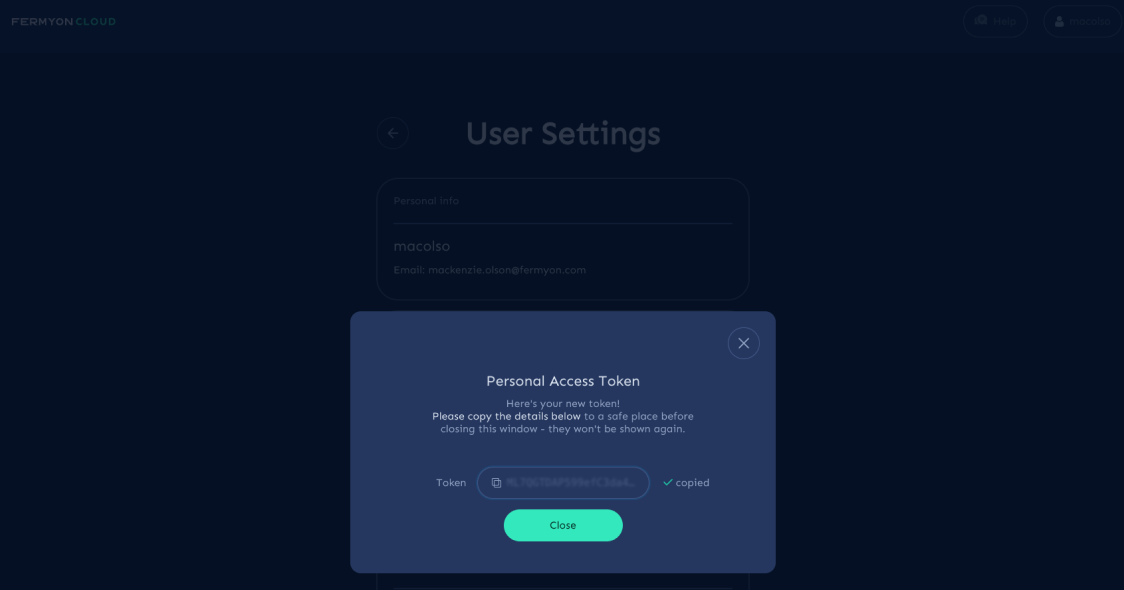 FERMYON CLOUD
Help
macolso
User Settings
Personal info
macolso
Email: mackenzie.olson@fermyon.com
Personal Access Token
Here's your new token!
Please copy the details below to a safe place before
closing this window - they won't be shown again.
Token
copied
Close